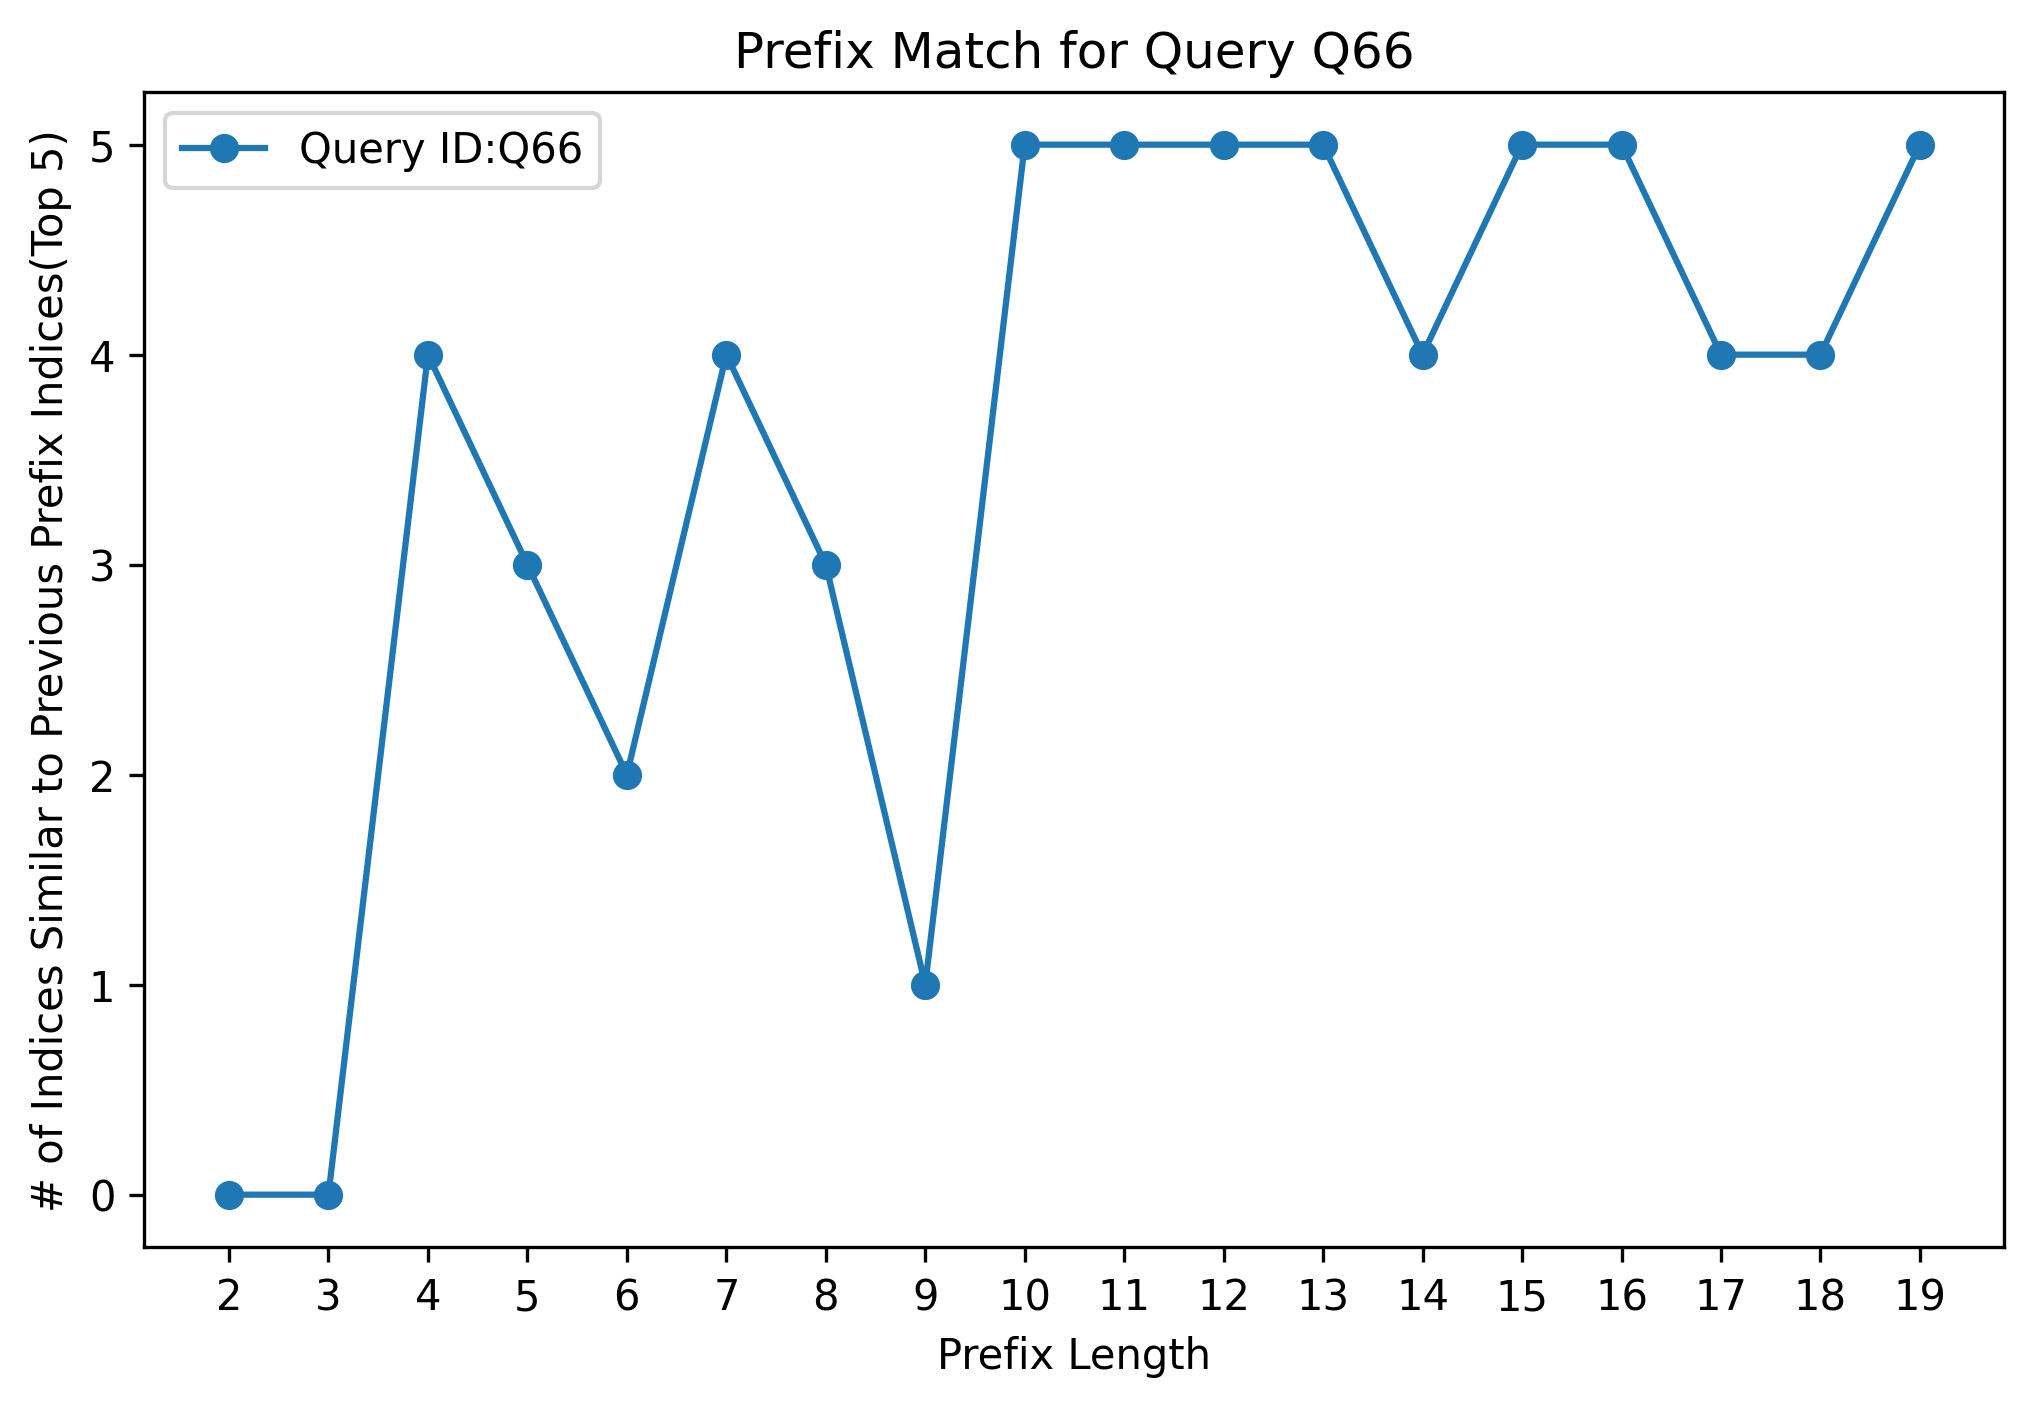 Prefix Match for Query Q66
Query ID:Q66
# of Indices Similar to Previous Prefix Indices(Top 5)
5
4
3
2
1
0
2 3 4 5 6 7 8 9 10 11 12 13 14 15 16 17 18 19
Prefix Length